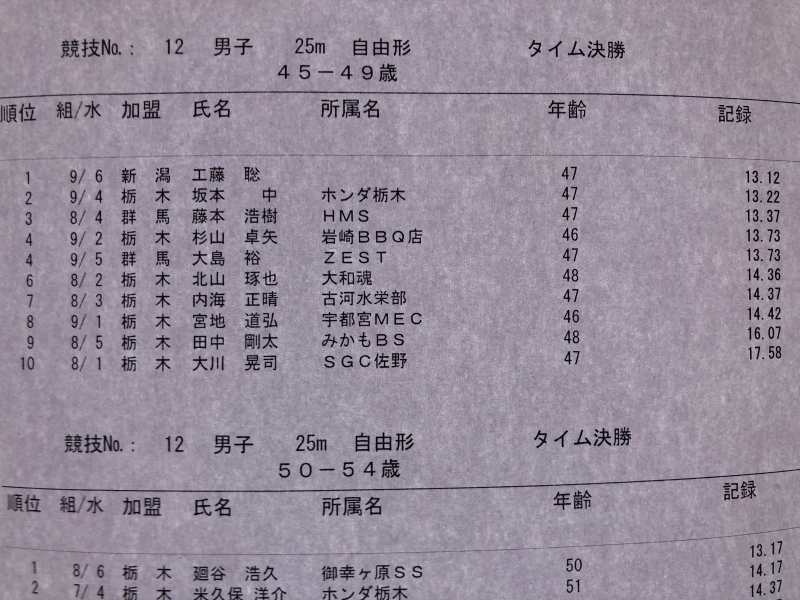 競技No.: 12 男子 25m 自由形 タイム決勝
45－49歳
順位 組/水 加盟 氏名 所属名 年齢 記録
1 9/ 6 新 潟 工藤 聡 47 13.12
2 9/ 4 栃 木 坂本 中 ホンダ栃木 47 13.22
3 8/ 4 群 馬 藤本 浩樹 ＨＭＳ 47 13.37
4 9/ 2 栃 木 杉山 卓矢 岩崎ＢＢＱ店 46 13.73
4 9/ 5 群 馬 大島 裕 ＺＥＳＴ 47 13.73
6 8/ 2 栃 木 北山 琢也 大和魂 48 14.36
7 8/ 3 栃 木 内海 正晴 古河水栄部 47 14.37
8 9/ 1 栃 木 宮地 道弘 宇都宮ＭＥＣ 46 14.42
9 8/ 5 栃 木 田中 剛太 みかもＢＳ 48 16.07
10 8/ 1 栃 木 大川 晃司 ＳＧＣ佐野 47 17.58
競技No.: 12 男子 25m 自由形 タイム決勝
50－54歳
順位 組/水 加盟 氏名 所属名 年齢 記録
1 8/ 6 栃 木 廻谷 浩久 御幸ヶ原ＳＳ 50 13.17
2 7/ 4 栃 木 米久保 洋介 ホンダ栃木 51 14.17
14.37